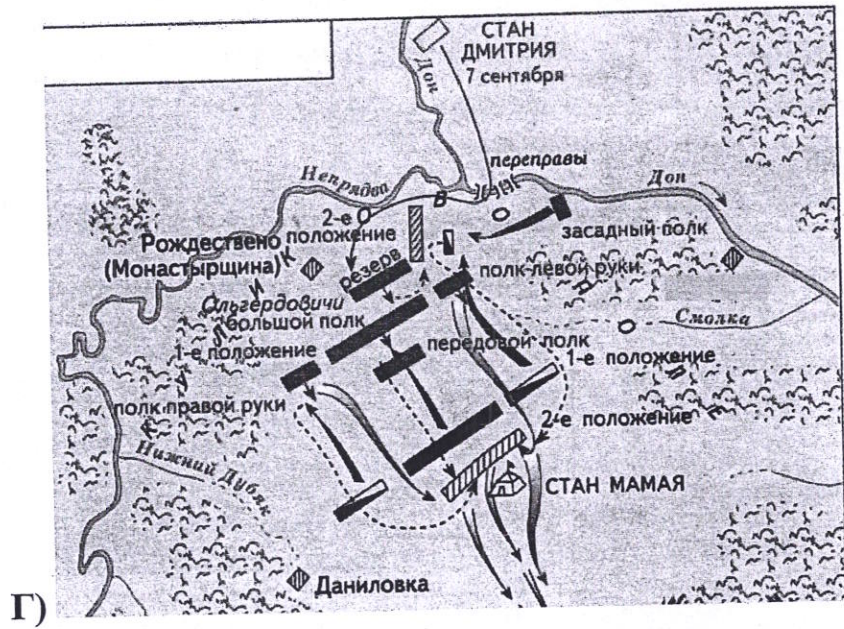 СТАН
ДМИТРИЯ
7 сентября
Дон
переправы
Непрядва
В
Дон
2-е О
положение
засадный полк
Рождествено
(Монастырщина)
К
резерв
полк левой руки
И
Ольгердовичи
Л
большой полк
Смолка
1-е положение
передовой полк
1-е положение
полк правой руки
2-е положение
Нижний Дубяк
СТАН МАМАЯ
Даниловка
Г)